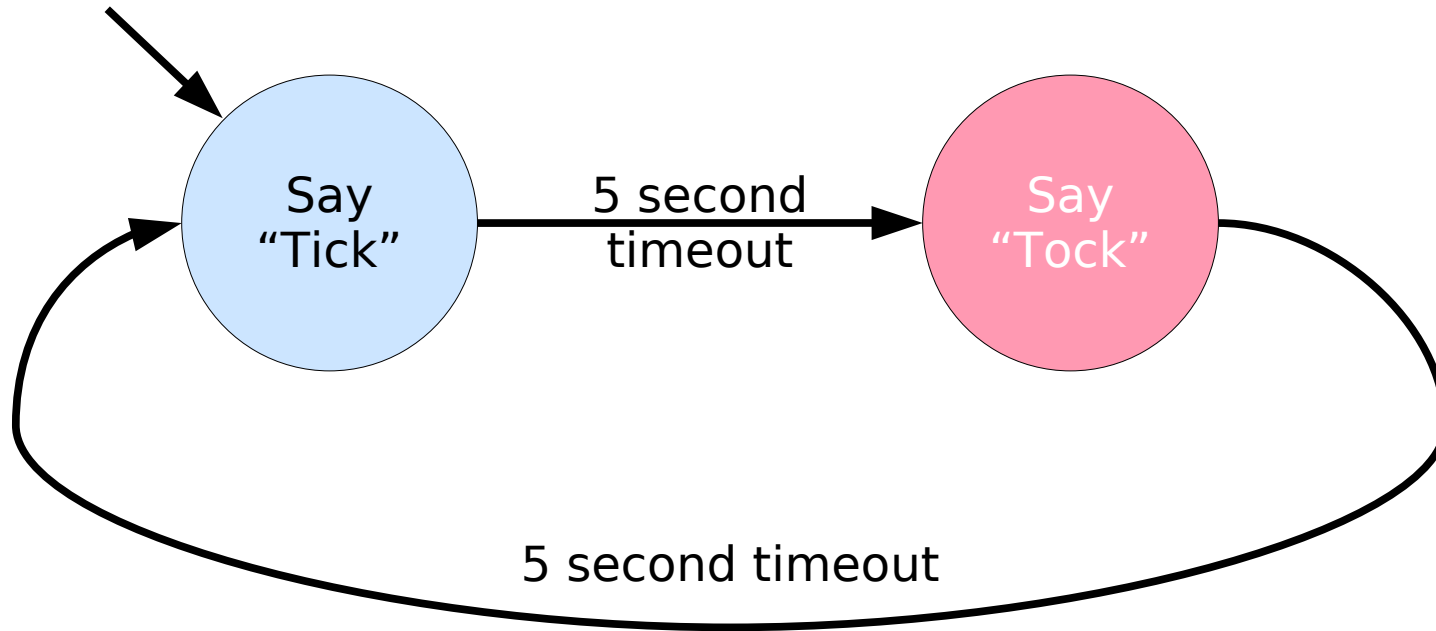 Say
“Tick”
5 second
timeout
Say
“Tock”
5 second timeout